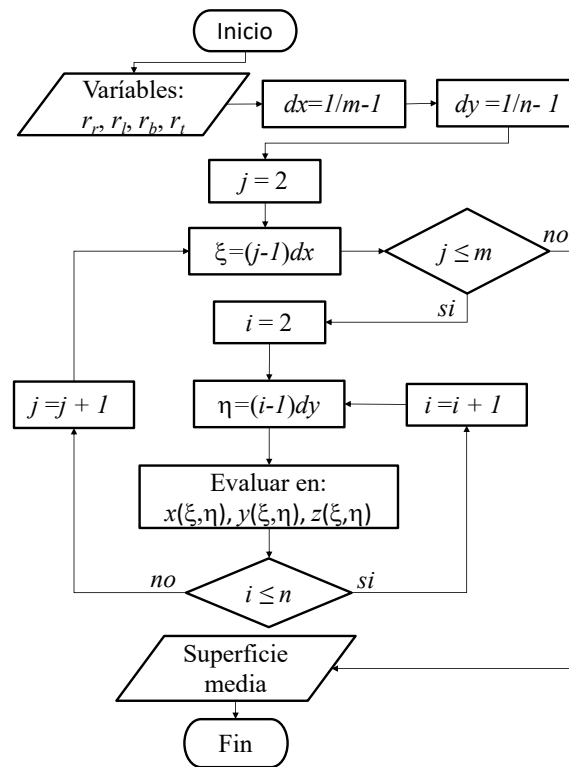 Inicio
Varíables:
r_r, r_l, r_b, r_t
dx=1/m-1
dy =1/n- 1
j = 2
ξ=(j-1)dx
j ≤ m
no
si
i = 2
j =j + 1
η=(i-1)dy
i =i + 1
Evaluar en:
x(ξ,η), y(ξ,η), z(ξ,η)
no
i ≤ n
si
Superficie
media
Fin